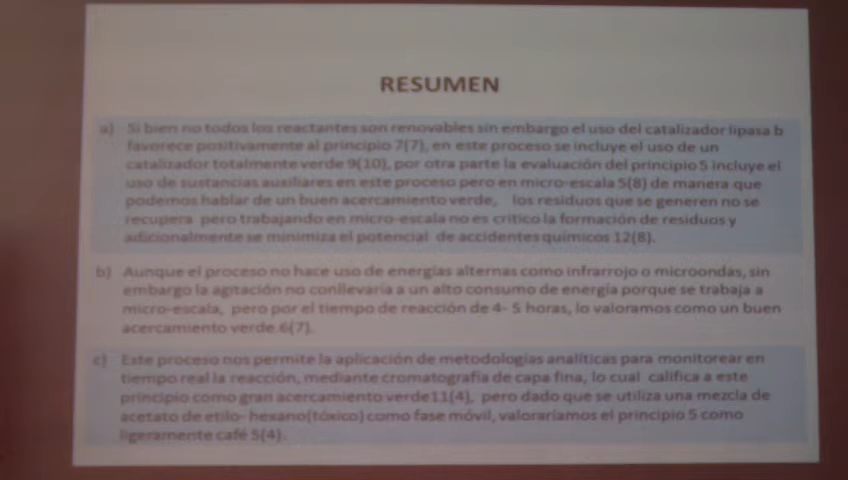 RESUMEN
a) Si bien no todos los reactantes son renovables sin embargo el uso del catalizador lipasa b
favorece positivamente al principio 7(7), en este proceso se incluye el uso de un
catalizador totalmente verde 9(10), por otra parte la evaluación del principio 5 incluye el
uso de sustancias auxiliares en este proceso pero en micro-escala 5(8) de manera que
podemos hablar de un buen acercamiento verde, los residuos que se generen no se
recupera pero trabajando en micro-escala no es critico la formación de residuos y
adicionalmente se minimiza el potencial de accidentes químicos 12(8).
b) Aunque el proceso no hace uso de energías alternas como infrarrojo o microondas, sin
embargo la agitación no conllevaría a un alto consumo de energía porque se trabaja a
micro-escala, pero por el tiempo de reacción de 4- 5 horas, lo valoramos como un buen
acercamiento verde.6(7).
c) Este proceso nos permite la aplicación de metodologías analíticas para monitorear en
tiempo real la reacción, mediante cromatografía de capa fina, lo cual califica a este
principio como gran acercamiento verde11(4), pero dado que se utiliza una mezcla de
acetato de etilo- hexano(tóxico) como fase móvil, valoraríamos el principio 5 como
ligeramente café 5(4).